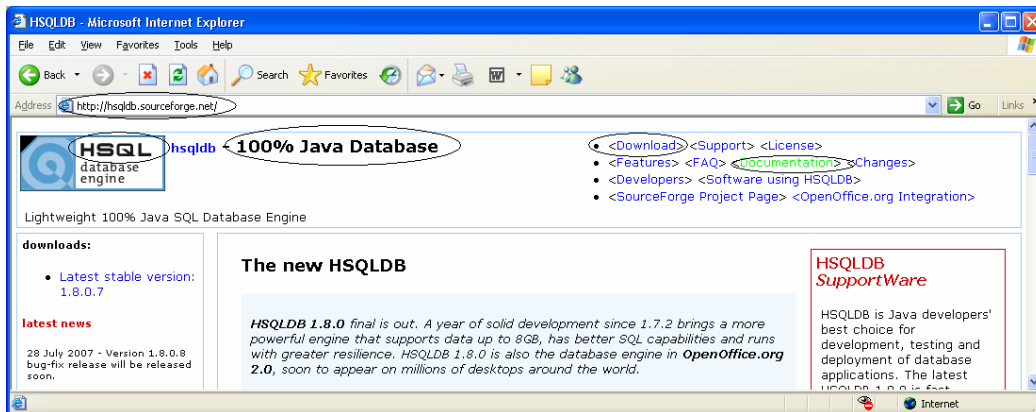 HSQLDB - Microsoft Internet Explorer
File Edit View Favorites Tools Help
Back Search Favorites
Address http://hsqldb.sourceforge.net/ Go Links
HSQL
database
engine
hsqldb - 100% Java Database
Lightweight 100% Java SQL Database Engine
• <Download> <Support> <License>
• <Features> <FAQ> <Documentation> <Changes>
• <Developers> <Software using HSQLDB>
• <SourceForge Project Page> <OpenOffice.org Integration>
downloads:
• Latest stable version:
1.8.0.7
latest news
28 July 2007 - Version 1.8.0.8
bug-fix release will be released
soon.
The new HSQLDB
HSQLDB 1.8.0 final is out. A year of solid development since 1.7.2 brings a more
powerful engine that supports data up to 8GB, has better SQL capabilities and runs
with greater resilience. HSQLDB 1.8.0 is also the database engine in OpenOffice.org
2.0, soon to appear on millions of desktops around the world.
HSQLDB
SupportWare
HSQLDB is Java developers'
best choice for
development, testing and
deployment of database
applications. The latest
HSQLDB 1.8.0 is fast
Internet